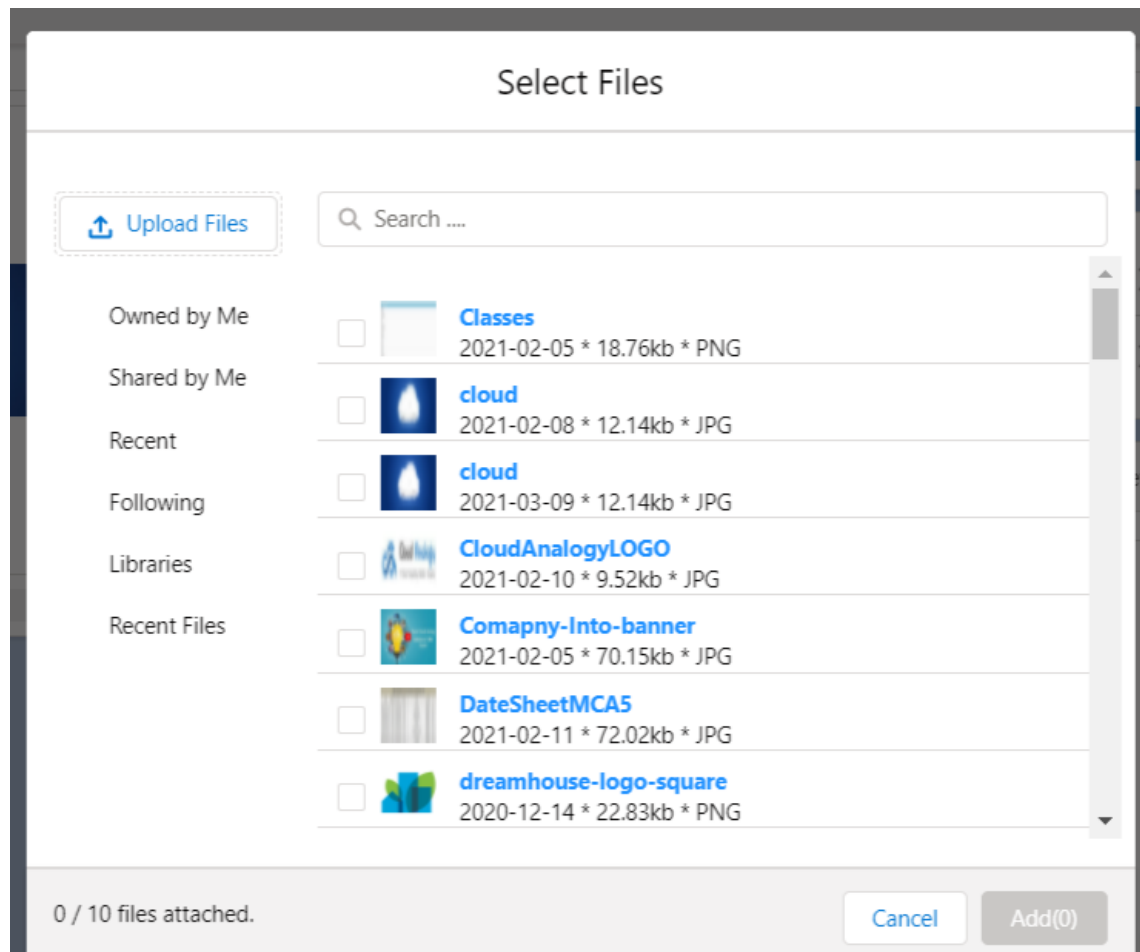 Select Files
Upload Files
Search ....
Owned by Me
Shared by Me
Recent
Following
Libraries
Recent Files
Classes
2021-02-05 * 18.76kb * PNG
cloud
2021-02-08 * 12.14kb * JPG
cloud
2021-03-09 * 12.14kb * JPG
CloudAnalogyLOGO
2021-02-10 * 9.52kb * JPG
Comapny-Into-banner
2021-02-05 * 70.15kb * JPG
DateSheetMCA5
2021-02-11 * 72.02kb * JPG
dreamhouse-logo-square
2020-12-14 * 22.83kb * PNG
0 / 10 files attached.
Cancel
Add(0)